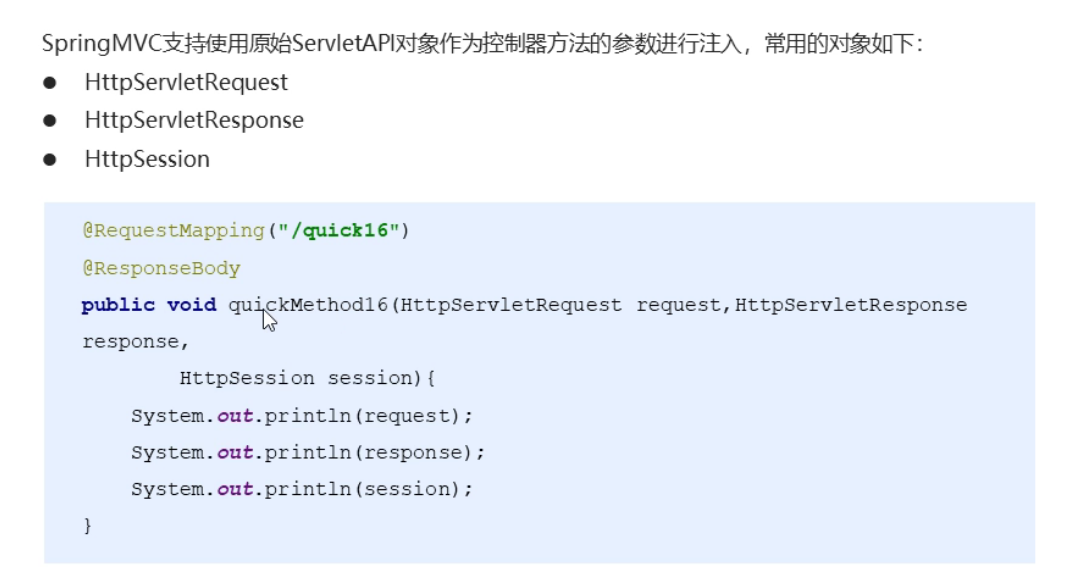 SpringMVC支持使用原始ServletAPI对象作为控制器方法的参数进行注入，常用的对象如下：
● HttpServletRequest
● HttpServletResponse
● HttpSession
@RequestMapping("/quick16")
@ResponseBody
public void quickMethod16(HttpServletRequest request,HttpServletResponse
response,
HttpSession session){
System.out.println(request);
System.out.println(response);
System.out.println(session);
}